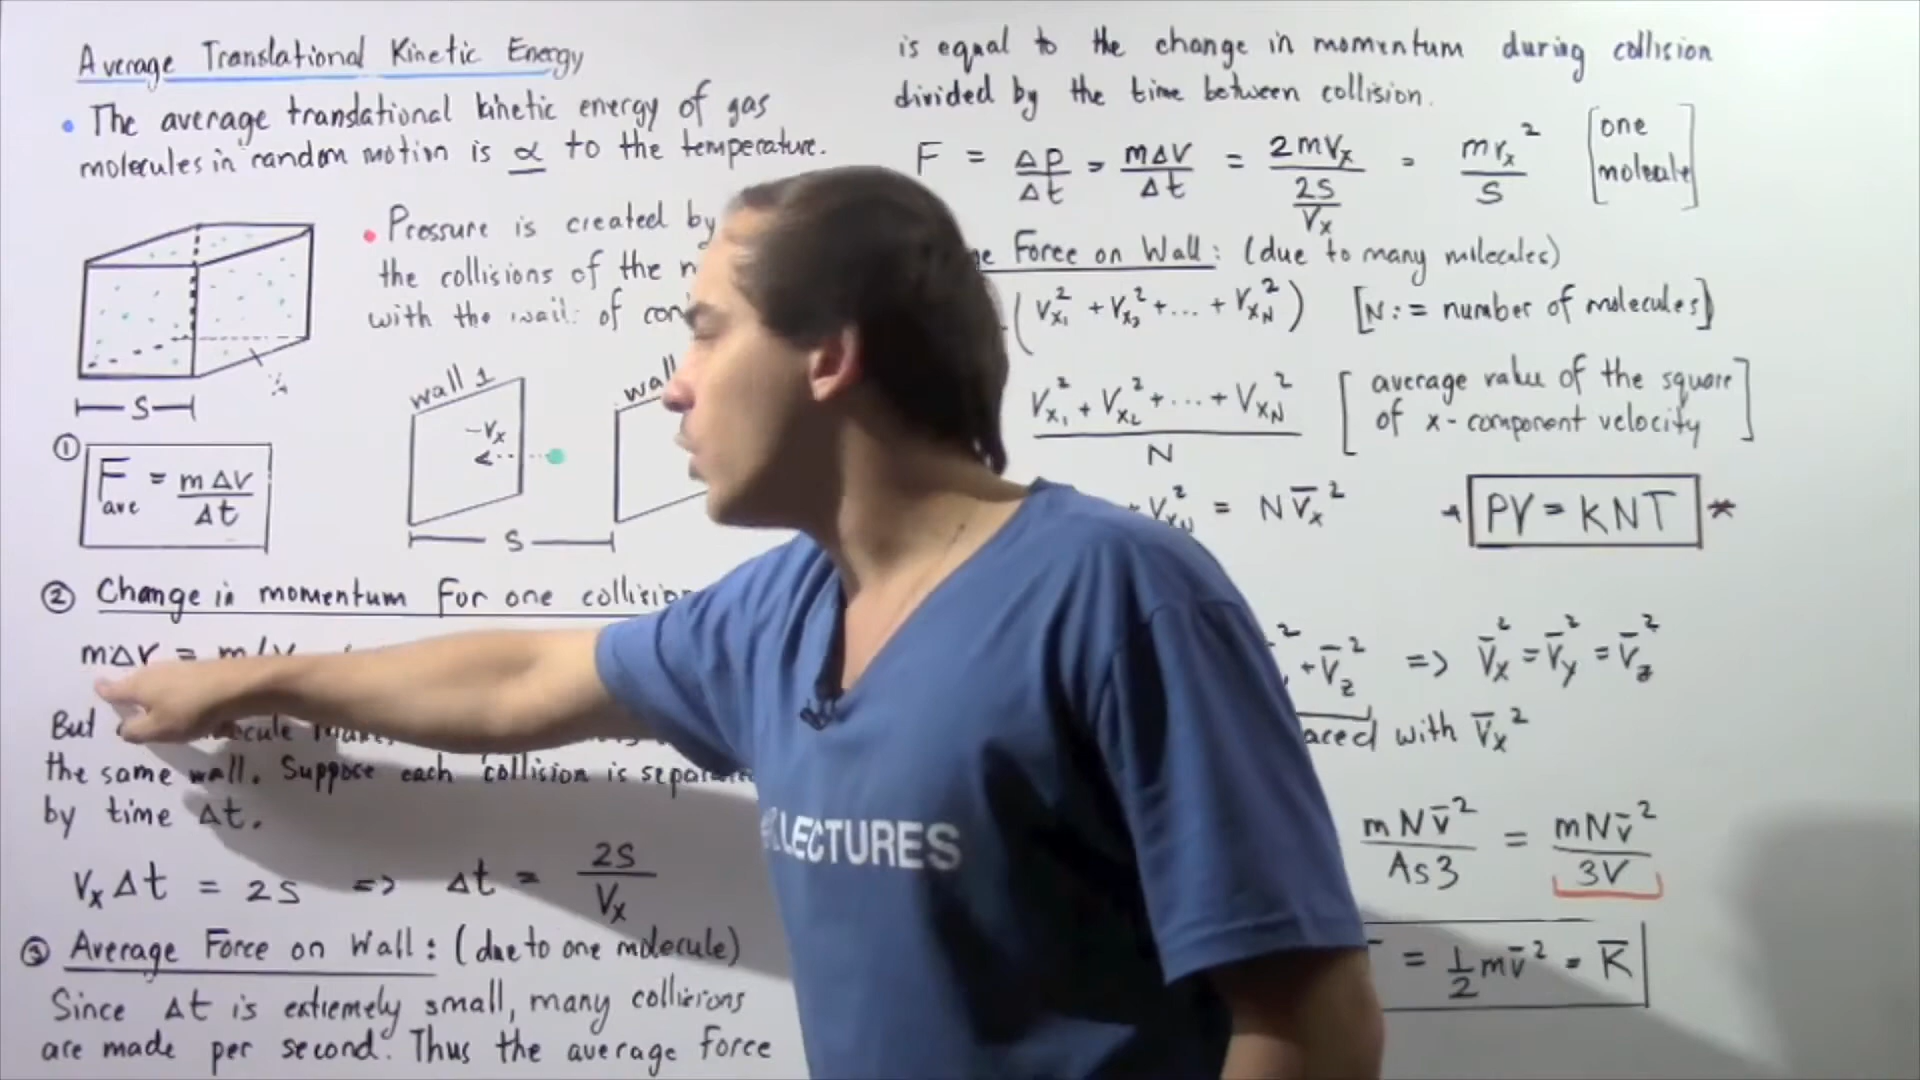 Average Translational Kinetic Energy
• The average translational kinetic energy of gas
molecules in random motion is α to the temperature.
• Pressure is created by
the collisions of the
with the walls of
S
wall 1
-Vx
S
① Fave = mΔV/Δt
② Change in momentum For one collision
mΔV =
But
the same wall. Suppose each collision is
by time Δt.
VxΔt = 2S => Δt = 2S/Vx
③ Average Force on Wall: (due to one molecule)
Since Δt is extremely small, many collisions
are made per second. Thus the average force
is equal to the change in momentum during collision
divided by the time between collision.
F = ΔP/Δt = mΔV/Δt = 2mVx/(2S/Vx) = mvx²/S [one molecule]
Force on Wall: (due to many molecules)
(Vx1² + Vx2² + ... + VxN²) [N := number of molecules]
Vx1² + Vx2² + ... + VxN² / N [average value of the square
of x-component velocity]
VxN² = NV̄x²
* PV = kNT *
+ V̄z² => V̄x² = V̄y² = V̄z²
with V̄x²
mNv̄²/AS3 = mNv̄²/3V
= ½mv̄² = K̄
LECTURES